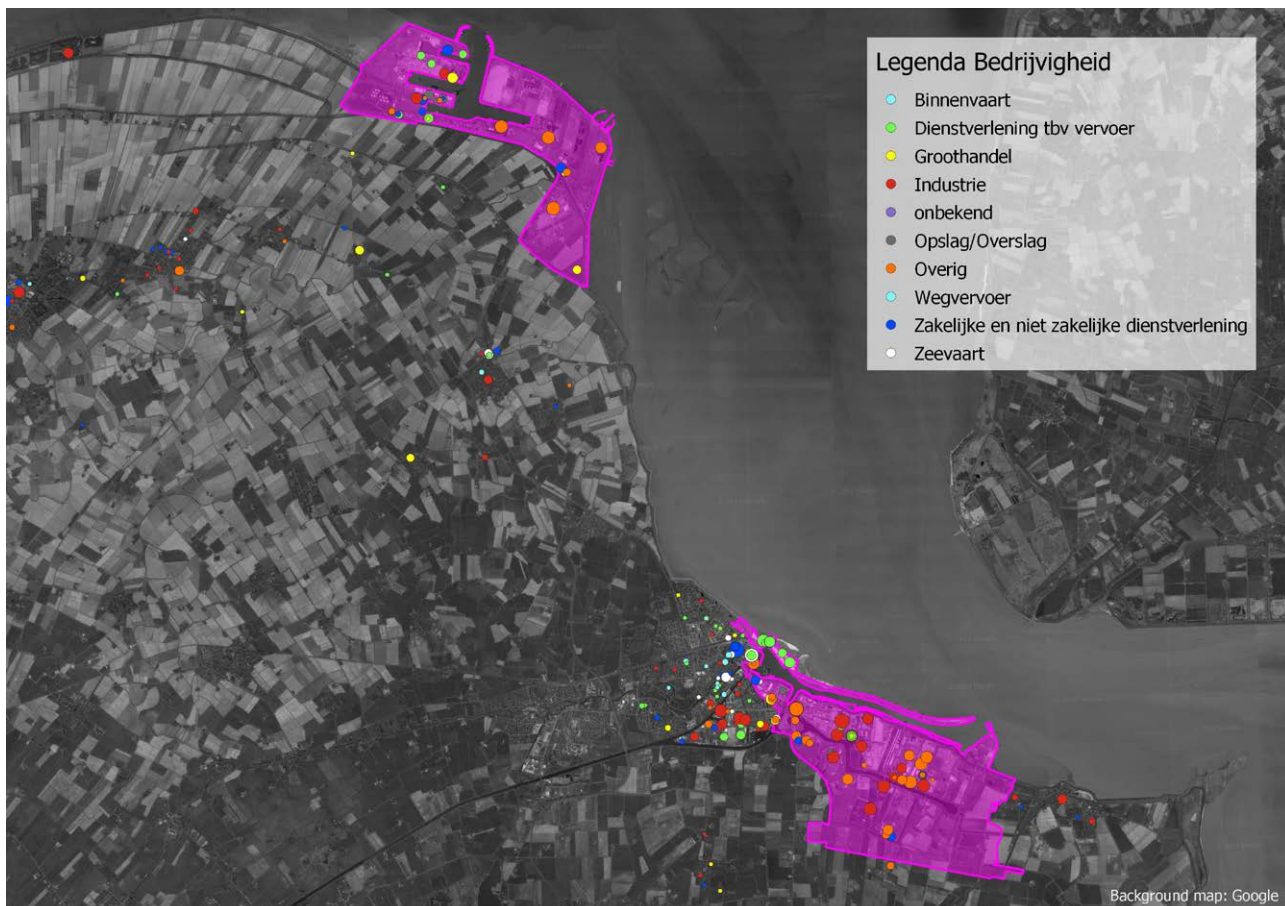 Legenda Bedrijvigheid
Binnenvaart
Dienstverlening tbv vervoer
Groothandel
Industrie
onbekend
Opslag/Overslag
Overig
Wegvervoer
Zakelijke en niet zakelijke dienstverlening
Zeevaart
Background map: Google